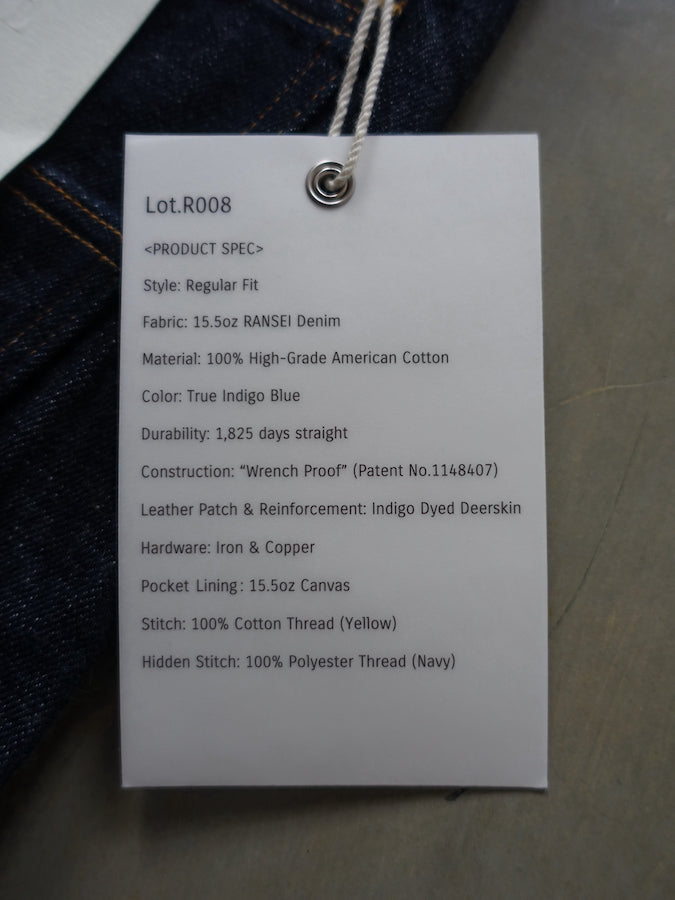 Lot.R008
<PRODUCT SPEC>
Style: Regular Fit
Fabric: 15.5oz RANSEI Denim
Material: 100% High-Grade American Cotton
Color: True Indigo Blue
Durability: 1,825 days straight
Construction: “Wrench Proof” (Patent No.1148407)
Leather Patch & Reinforcement: Indigo Dyed Deerskin
Hardware: Iron & Copper
Pocket Lining: 15.5oz Canvas
Stitch: 100% Cotton Thread (Yellow)
Hidden Stitch: 100% Polyester Thread (Navy)